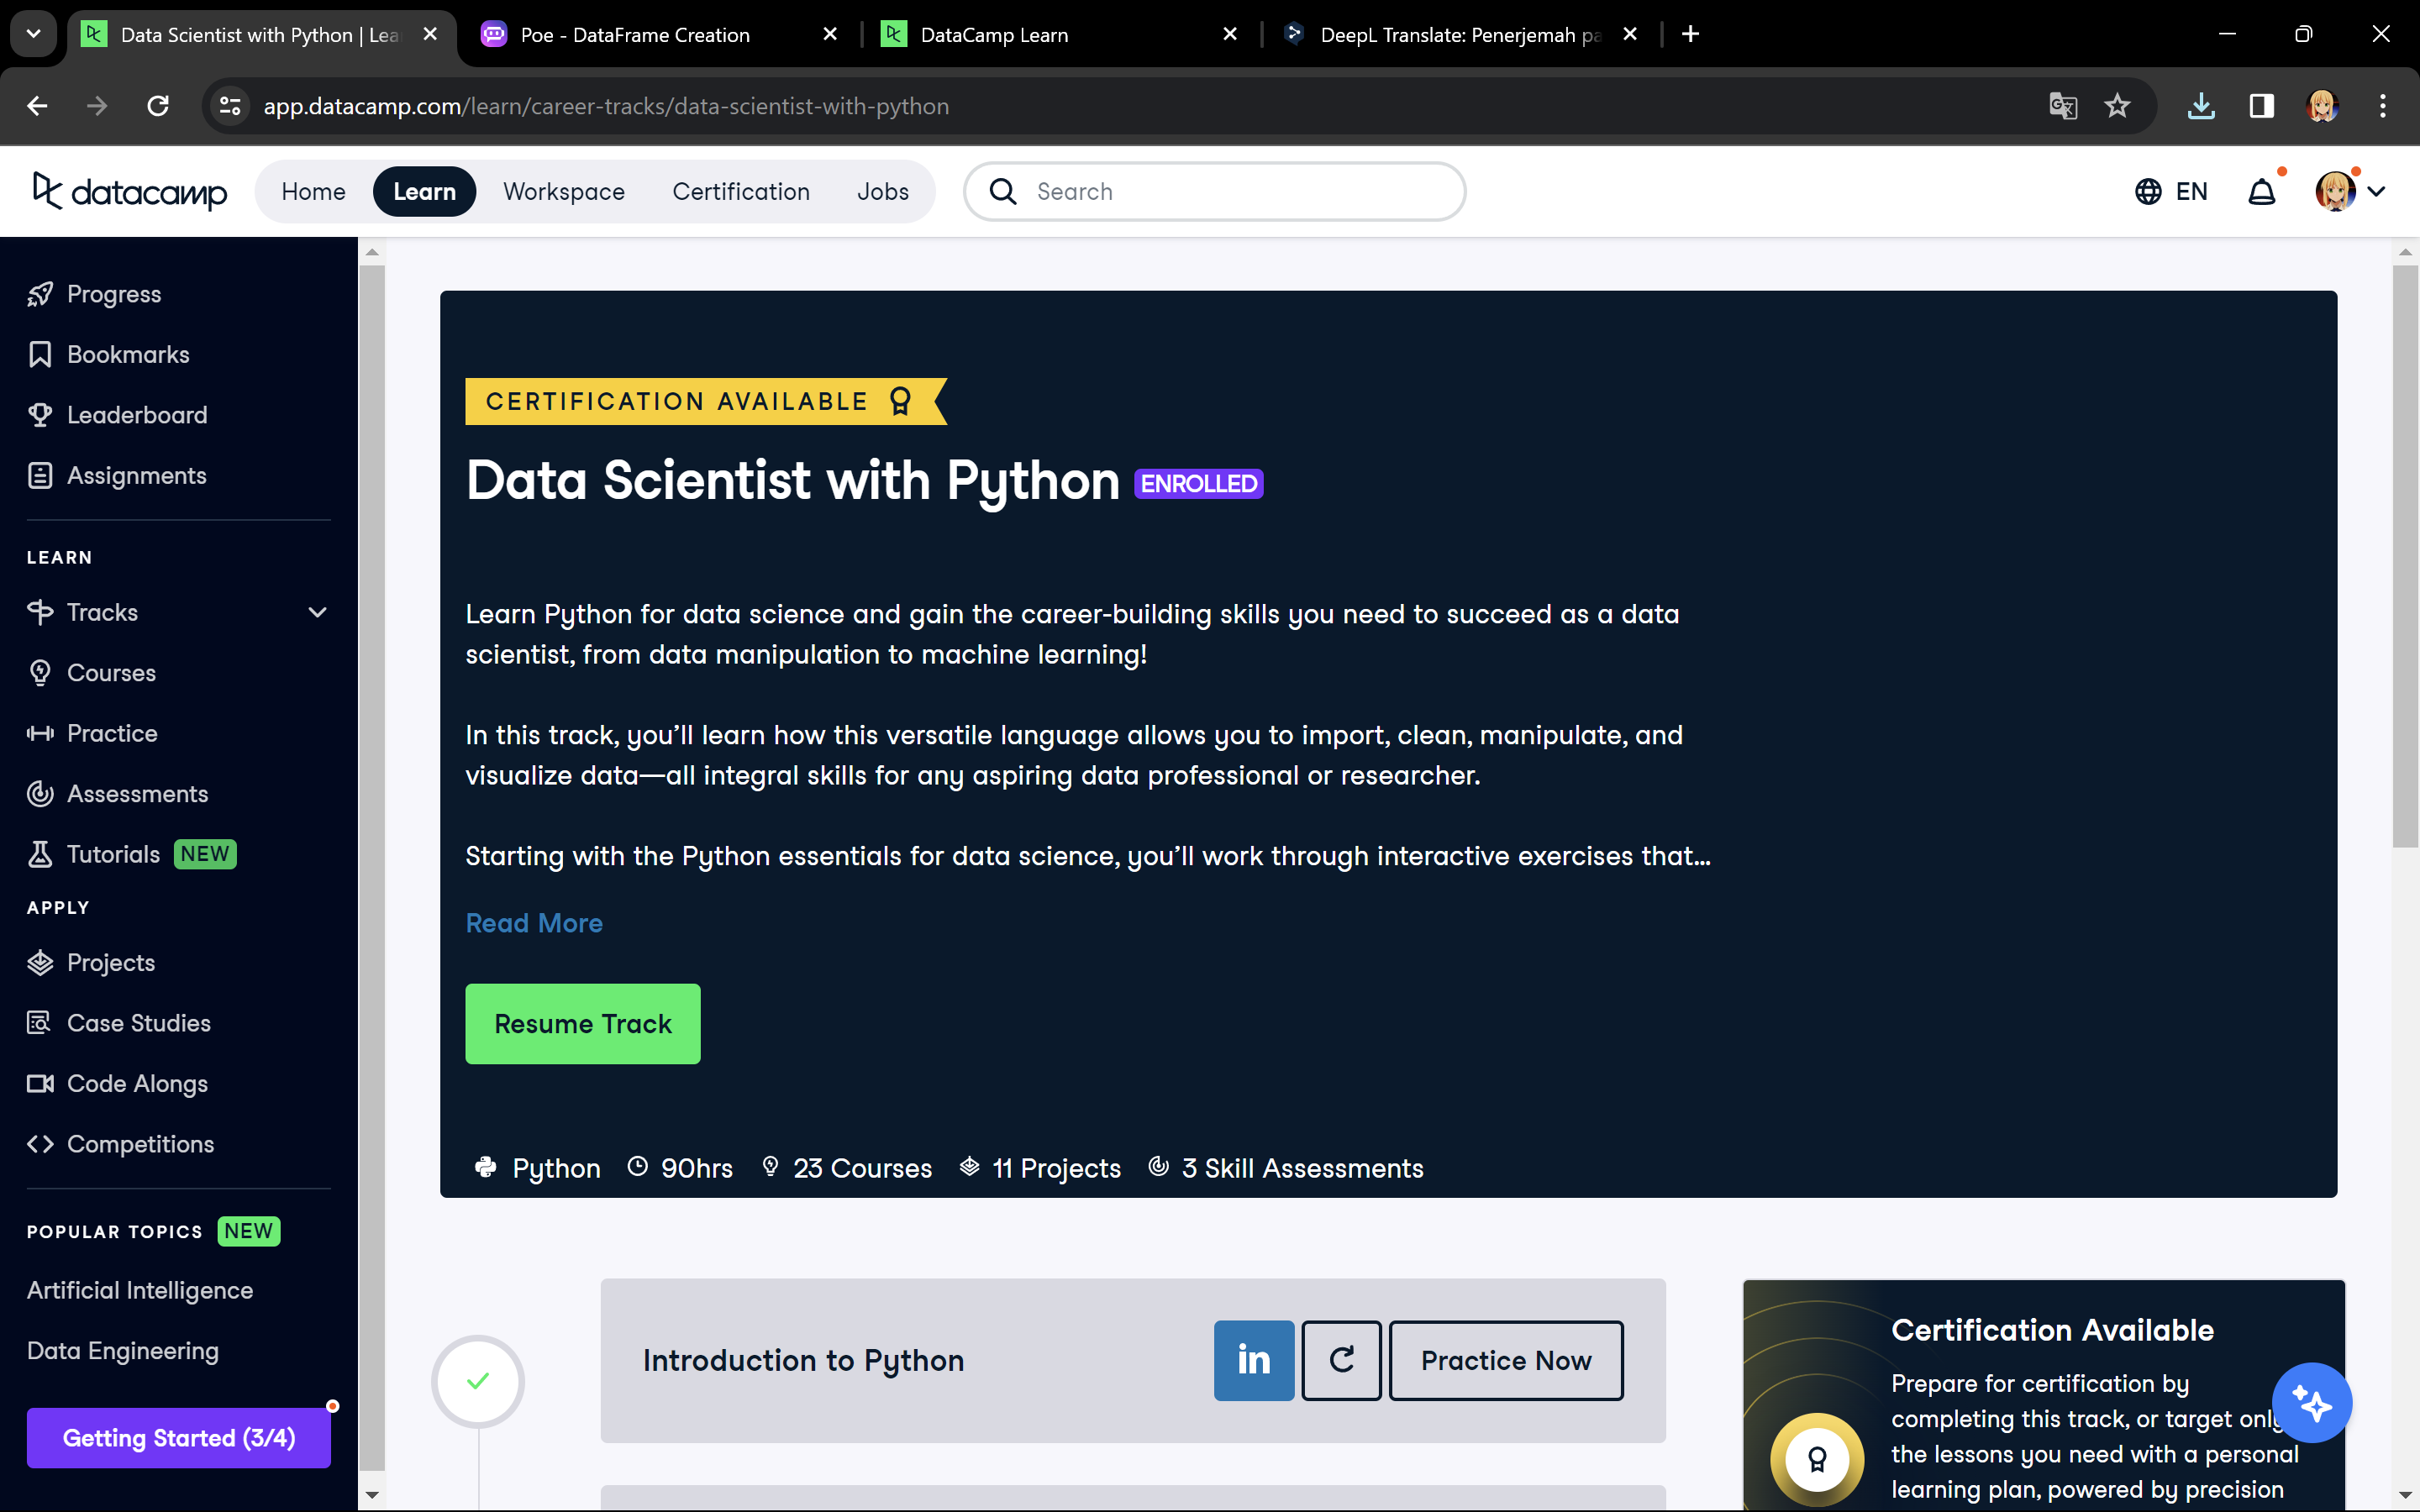 Data Scientist with Python | Lea
Poe - DataFrame Creation
DataCamp Learn
DeepL Translate: Penerjemah pa
app.datacamp.com/learn/career-tracks/data-scientist-with-python
datacamp
Home
Learn
Workspace
Certification
Jobs
Search
EN
Progress
Bookmarks
Leaderboard
Assignments
LEARN
Tracks
Courses
Practice
Assessments
Tutorials NEW
APPLY
Projects
Case Studies
Code Alongs
Competitions
POPULAR TOPICS NEW
Artificial Intelligence
Data Engineering
Getting Started (3/4)
CERTIFICATION AVAILABLE
Data Scientist with Python ENROLLED
Learn Python for data science and gain the career-building skills you need to succeed as a data
scientist, from data manipulation to machine learning!
In this track, you’ll learn how this versatile language allows you to import, clean, manipulate, and
visualize data—all integral skills for any aspiring data professional or researcher.
Starting with the Python essentials for data science, you’ll work through interactive exercises that...
Read More
Resume Track
Python 90hrs 23 Courses 11 Projects 3 Skill Assessments
Introduction to Python
in
Practice Now
Certification Available
Prepare for certification by
completing this track, or target only
the lessons you need with a personal
learning plan, powered by precision